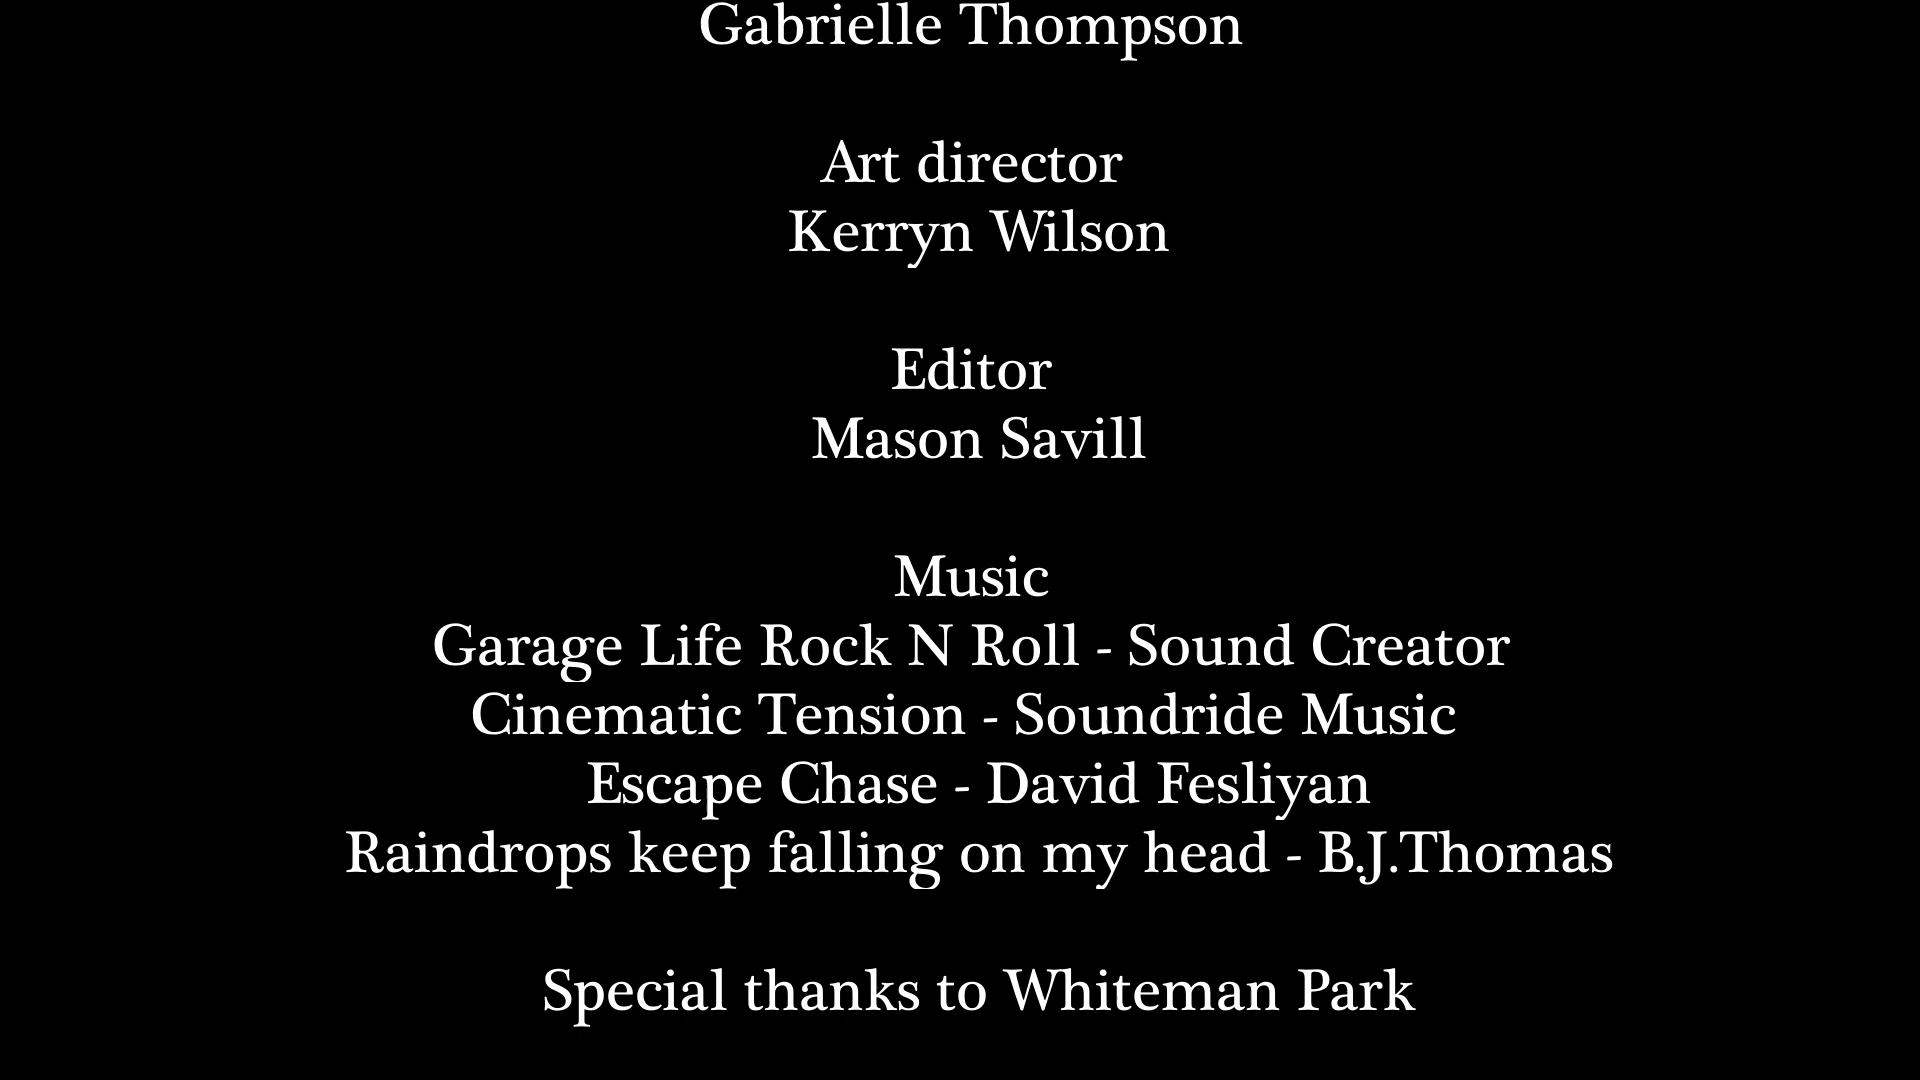 Gabrielle Thompson
Art director
Kerryn Wilson
Editor
Mason Savill
Music
Garage Life Rock N Roll - Sound Creator
Cinematic Tension - Soundride Music
Escape Chase - David Fesliyan
Raindrops keep falling on my head - B.J.Thomas
Special thanks to Whiteman Park